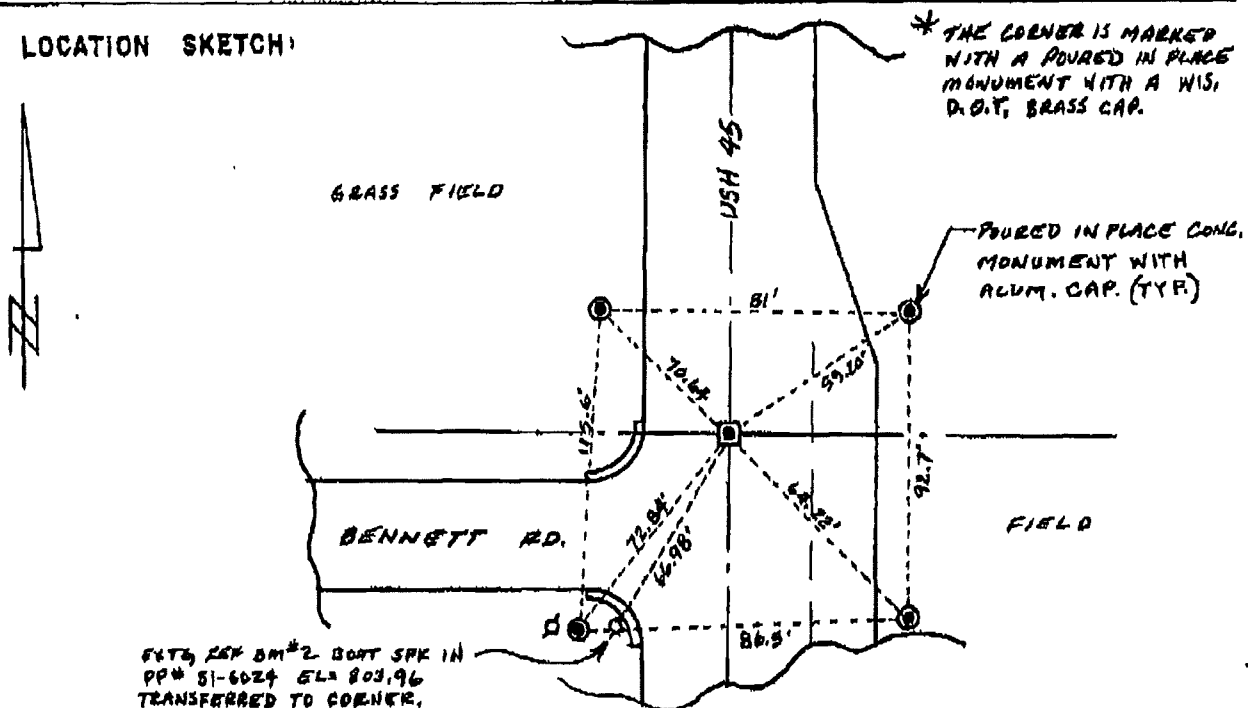 LOCATION SKETCH:
* THE CORNER IS MARKED
WITH A POURED IN PLACE
MONUMENT WITH A WIS.
D.O.T. BRASS CAP.
USH 45
GRASS FIELD
POURED IN PLACE CONC.
MONUMENT WITH
ALUM. CAP. (TYP.)
81'
70.64
59.20'
115.6'
92.7'
72.84'
66.98'
BENNETT RD.
FIELD
86.5'
EXTG REF BM #2 BOAT SPK IN
PP# 51-6024 EL= 803.96
TRANSFERRED TO CORNER.